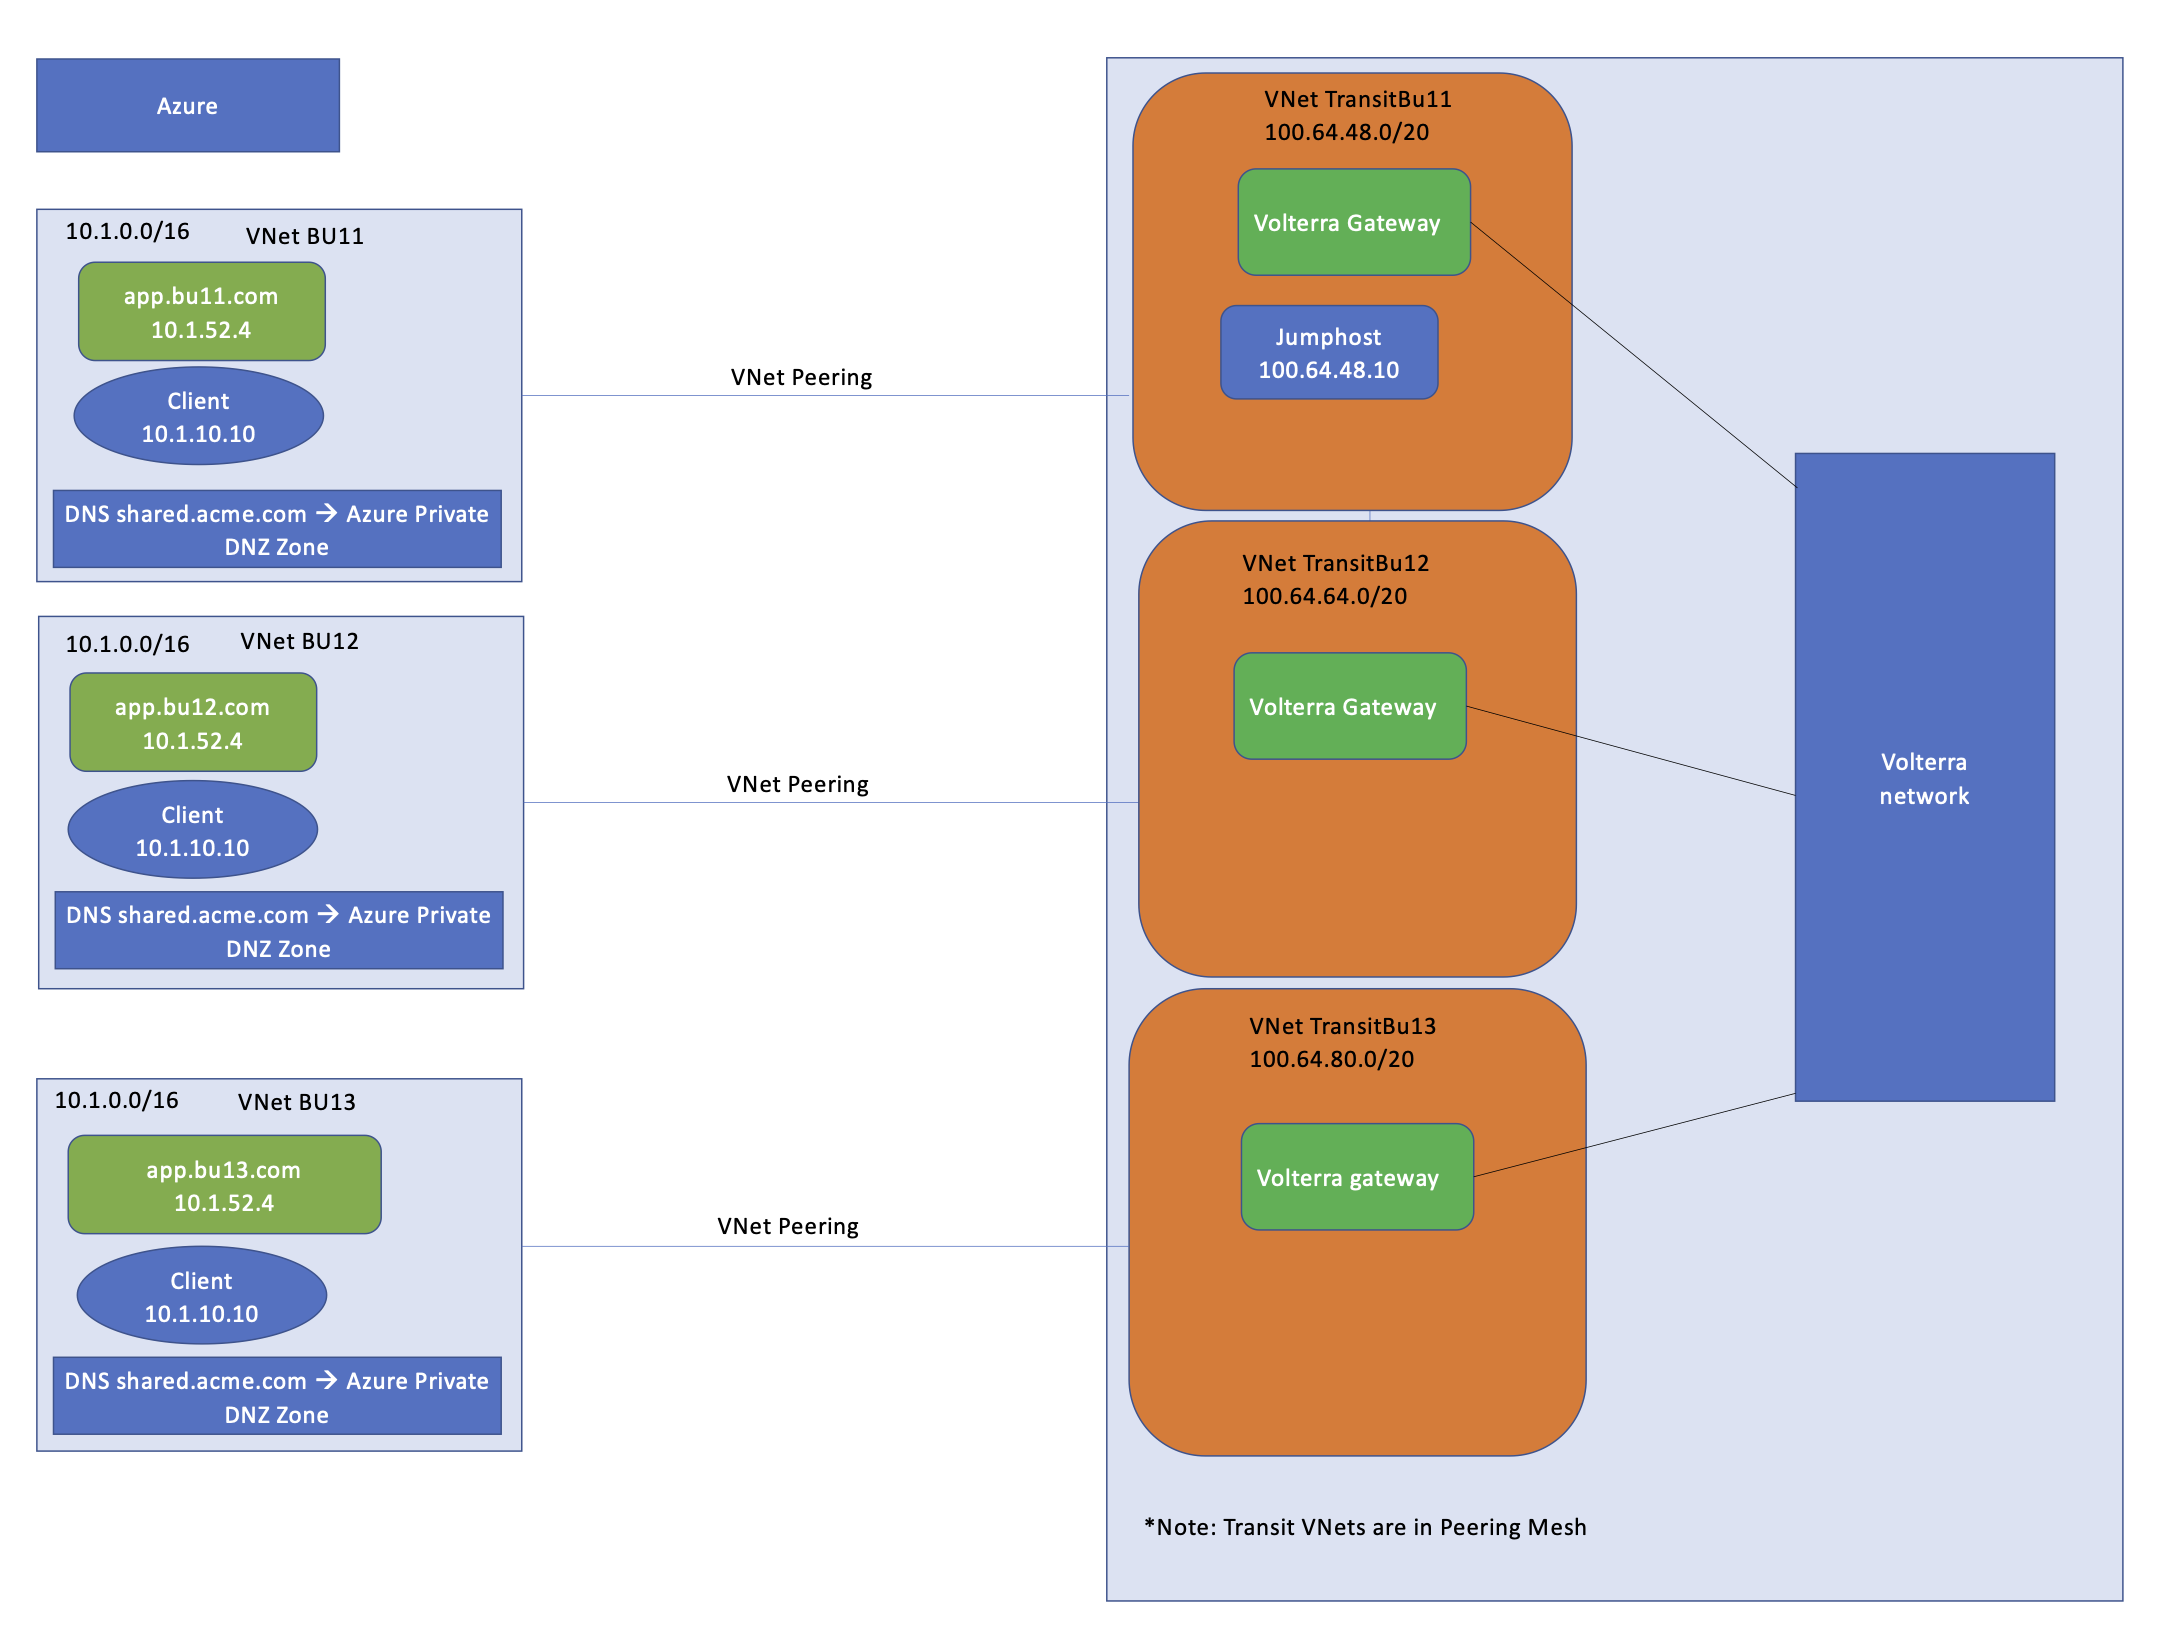 Azure
10.1.0.0/16
VNet BU11
app.bu11.com
10.1.52.4
Client
10.1.10.10
DNS shared.acme.com → Azure Private
DNZ Zone
10.1.0.0/16
VNet BU12
app.bu12.com
10.1.52.4
Client
10.1.10.10
DNS shared.acme.com → Azure Private
DNZ Zone
10.1.0.0/16
VNet BU13
app.bu13.com
10.1.52.4
Client
10.1.10.10
DNS shared.acme.com → Azure Private
DNZ Zone
VNet Peering
VNet Peering
VNet Peering
VNet TransitBu11
100.64.48.0/20
Volterra Gateway
Jumphost
100.64.48.10
VNet TransitBu12
100.64.64.0/20
Volterra Gateway
VNet TransitBu13
100.64.80.0/20
Volterra gateway
Volterra
network
*Note: Transit VNets are in Peering Mesh